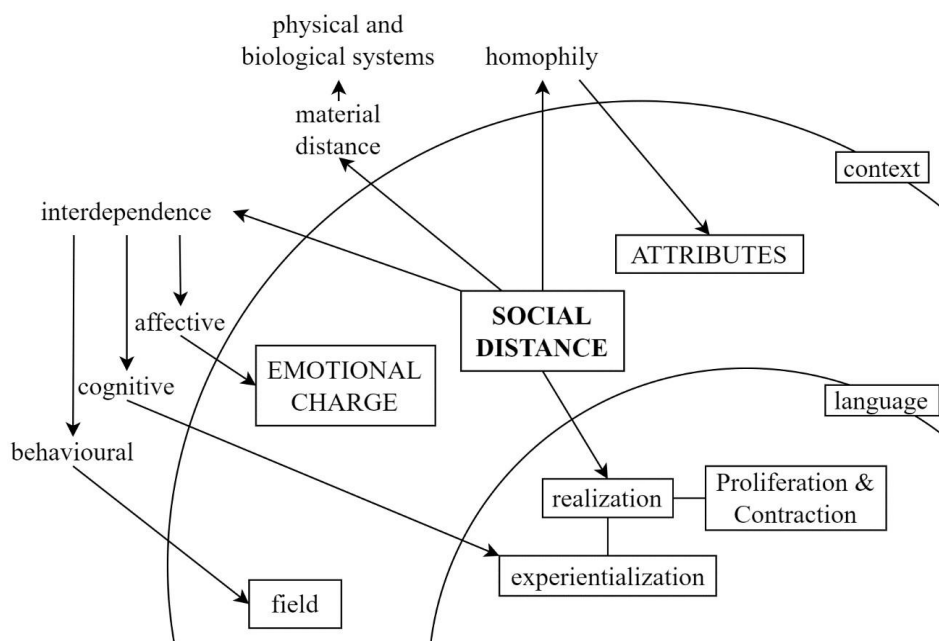 physical and
biological systems
homophily
material
distance
context
interdependence
ATTRIBUTES
SOCIAL
DISTANCE
affective
EMOTIONAL
CHARGE
cognitive
language
behavioural
realization
Proliferation &
Contraction
experientialization
field